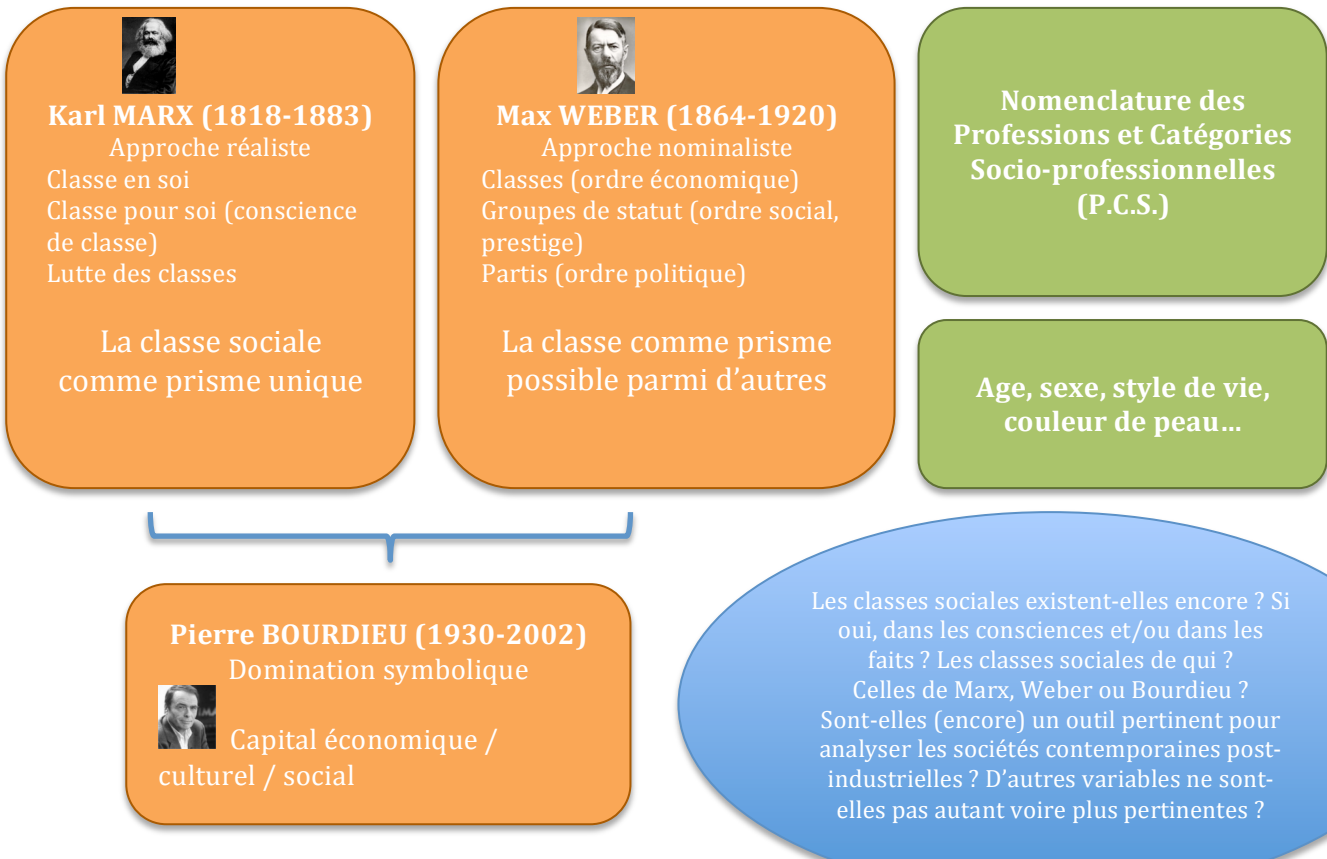 Karl MARX (1818-1883)
Approche réaliste
Classe en soi
Classe pour soi (conscience
de classe)
Lutte des classes
La classe sociale
comme prisme unique
Max WEBER (1864-1920)
Approche nominaliste
Classes (ordre économique)
Groupes de statut (ordre social,
prestige)
Partis (ordre politique)
La classe comme prisme
possible parmi d’autres
Nomenclature des
Professions et Catégories
Socio-professionnelles
(P.C.S.)
Age, sexe, style de vie,
couleur de peau…
Pierre BOURDIEU (1930-2002)
Domination symbolique
Capital économique /
culturel / social
Les classes sociales existent-elles encore ? Si
oui, dans les consciences et/ou dans les
faits ? Les classes sociales de qui ?
Celles de Marx, Weber ou Bourdieu ?
Sont-elles (encore) un outil pertinent pour
analyser les sociétés contemporaines post-
industrielles ? D’autres variables ne sont-
elles pas autant voire plus pertinentes ?